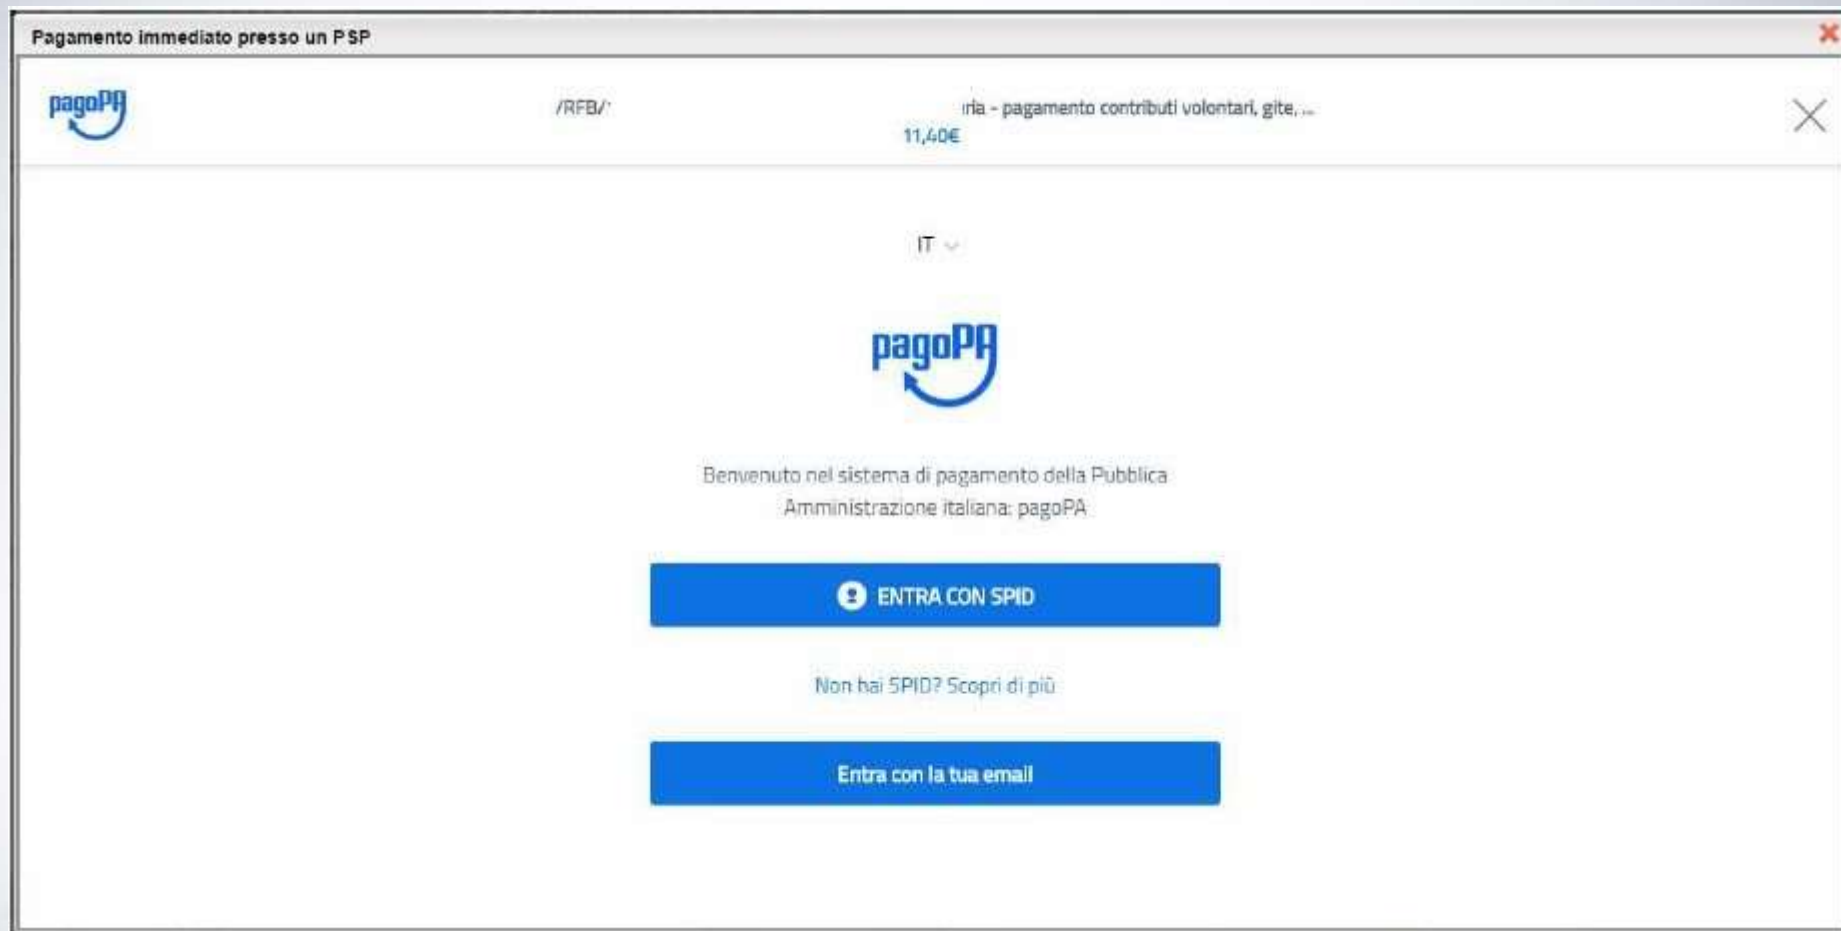 Pagamento immediato presso un PSP
pagoPA
/RFB/ - pagamento contributi volontari, gite, ...
11,40€
IT
pagoPA
Benvenuto nel sistema di pagamento della Pubblica
Amministrazione italiana: pagoPA
ENTRA CON SPID
Non hai SPID? Scopri di più
Entra con la tua email